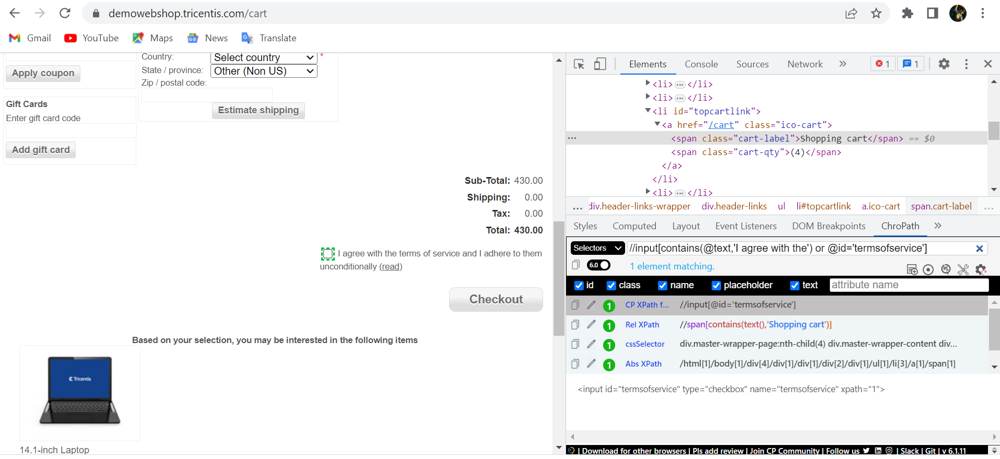 demowebshop.tricentis.com/cart
Gmail YouTube Maps News Translate
Country: Select country *
Apply coupon
State / province: Other (Non US)
Zip / postal code:
Estimate shipping
Gift Cards
Enter gift card code
Add gift card
Sub-Total: 430.00
Shipping: 0.00
Tax: 0.00
Total: 430.00
I agree with the terms of service and I adhere to them
unconditionally (read)
Checkout
Based on your selection, you may be interested in the following items
Tricentis
14.1-inch Laptop
Elements Console Sources Network » 1 1
<li> ··· </li>
<li> ··· </li>
<li id="topcartlink">
<a href="/cart" class="ico-cart">
··· <span class="cart-label">Shopping cart</span> == $0
<span class="cart-qty">(4)</span>
</a>
</li>
<li> ··· </li>
... div.header-links-wrapper div.header-links ul li#topcartlink a.ico-cart span.cart-label ...
Styles Computed Layout Event Listeners DOM Breakpoints ChroPath »
Selectors //input[contains(@text,'I agree with the') or @id='termsofservice']
6.0 1 element matching.
id class name placeholder text attribute name
1 CP XPath f... //input[@id='termsofservice']
1 Rel XPath //span[contains(text(),'Shopping cart')]
1 cssSelector div.master-wrapper-page:nth-child(4) div.master-wrapper-content div...
1 Abs XPath /html[1]/body[1]/div[4]/div[1]/div[1]/div[2]/div[1]/ul[1]/li[3]/a[1]/span[1]
<input id="termsofservice" type="checkbox" name="termsofservice" xpath="1">
| Download for other browsers | Pls add review | Join CP Community | Follow us | Slack | Git | v 6.1.11